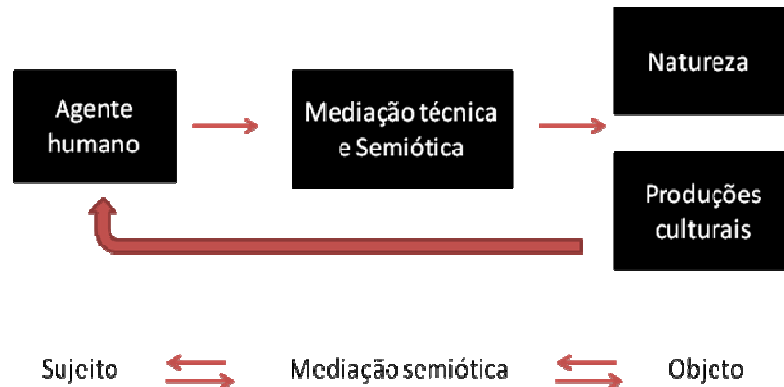 Agente
humano
Mediação técnica
e Semiótica
Natureza
Produções
culturais
Sujeito
Mediação semiótica
Objeto